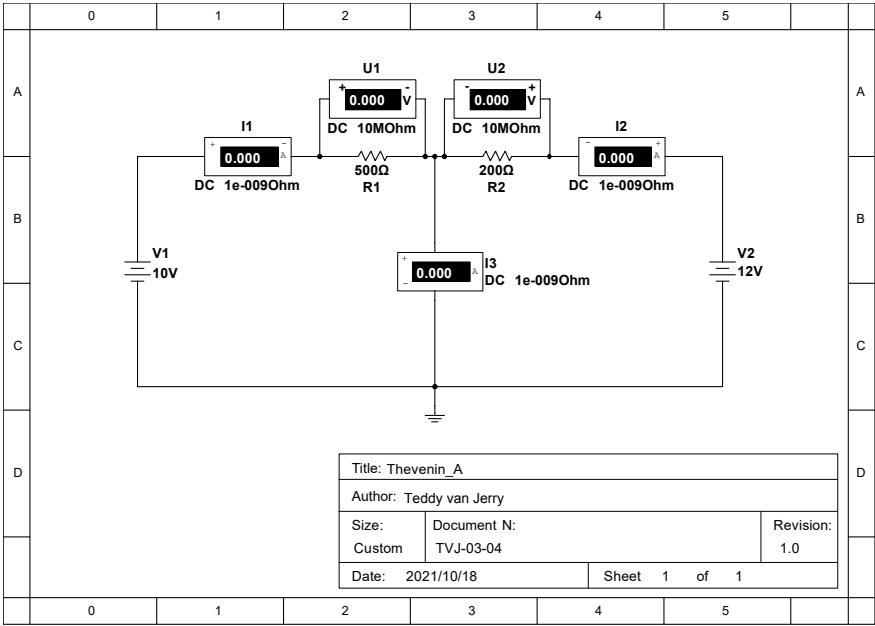 0 1 2 3 4 5
A A
U1 U2
+ - - +
0.000 V 0.000 V
DC 10MOhm DC 10MOhm
I1 I2
+ - - +
0.000 A 0.000 A
DC 1e-009Ohm DC 1e-009Ohm
500Ω 200Ω
R1 R2
B B
V1 V2
10V 12V
+
0.000 A
-
I3
DC 1e-009Ohm
C C
D D
Title: Thevenin_A
Author: Teddy van Jerry
Size: Document N: Revision:
Custom TVJ-03-04 1.0
Date: 2021/10/18 Sheet 1 of 1
0 1 2 3 4 5